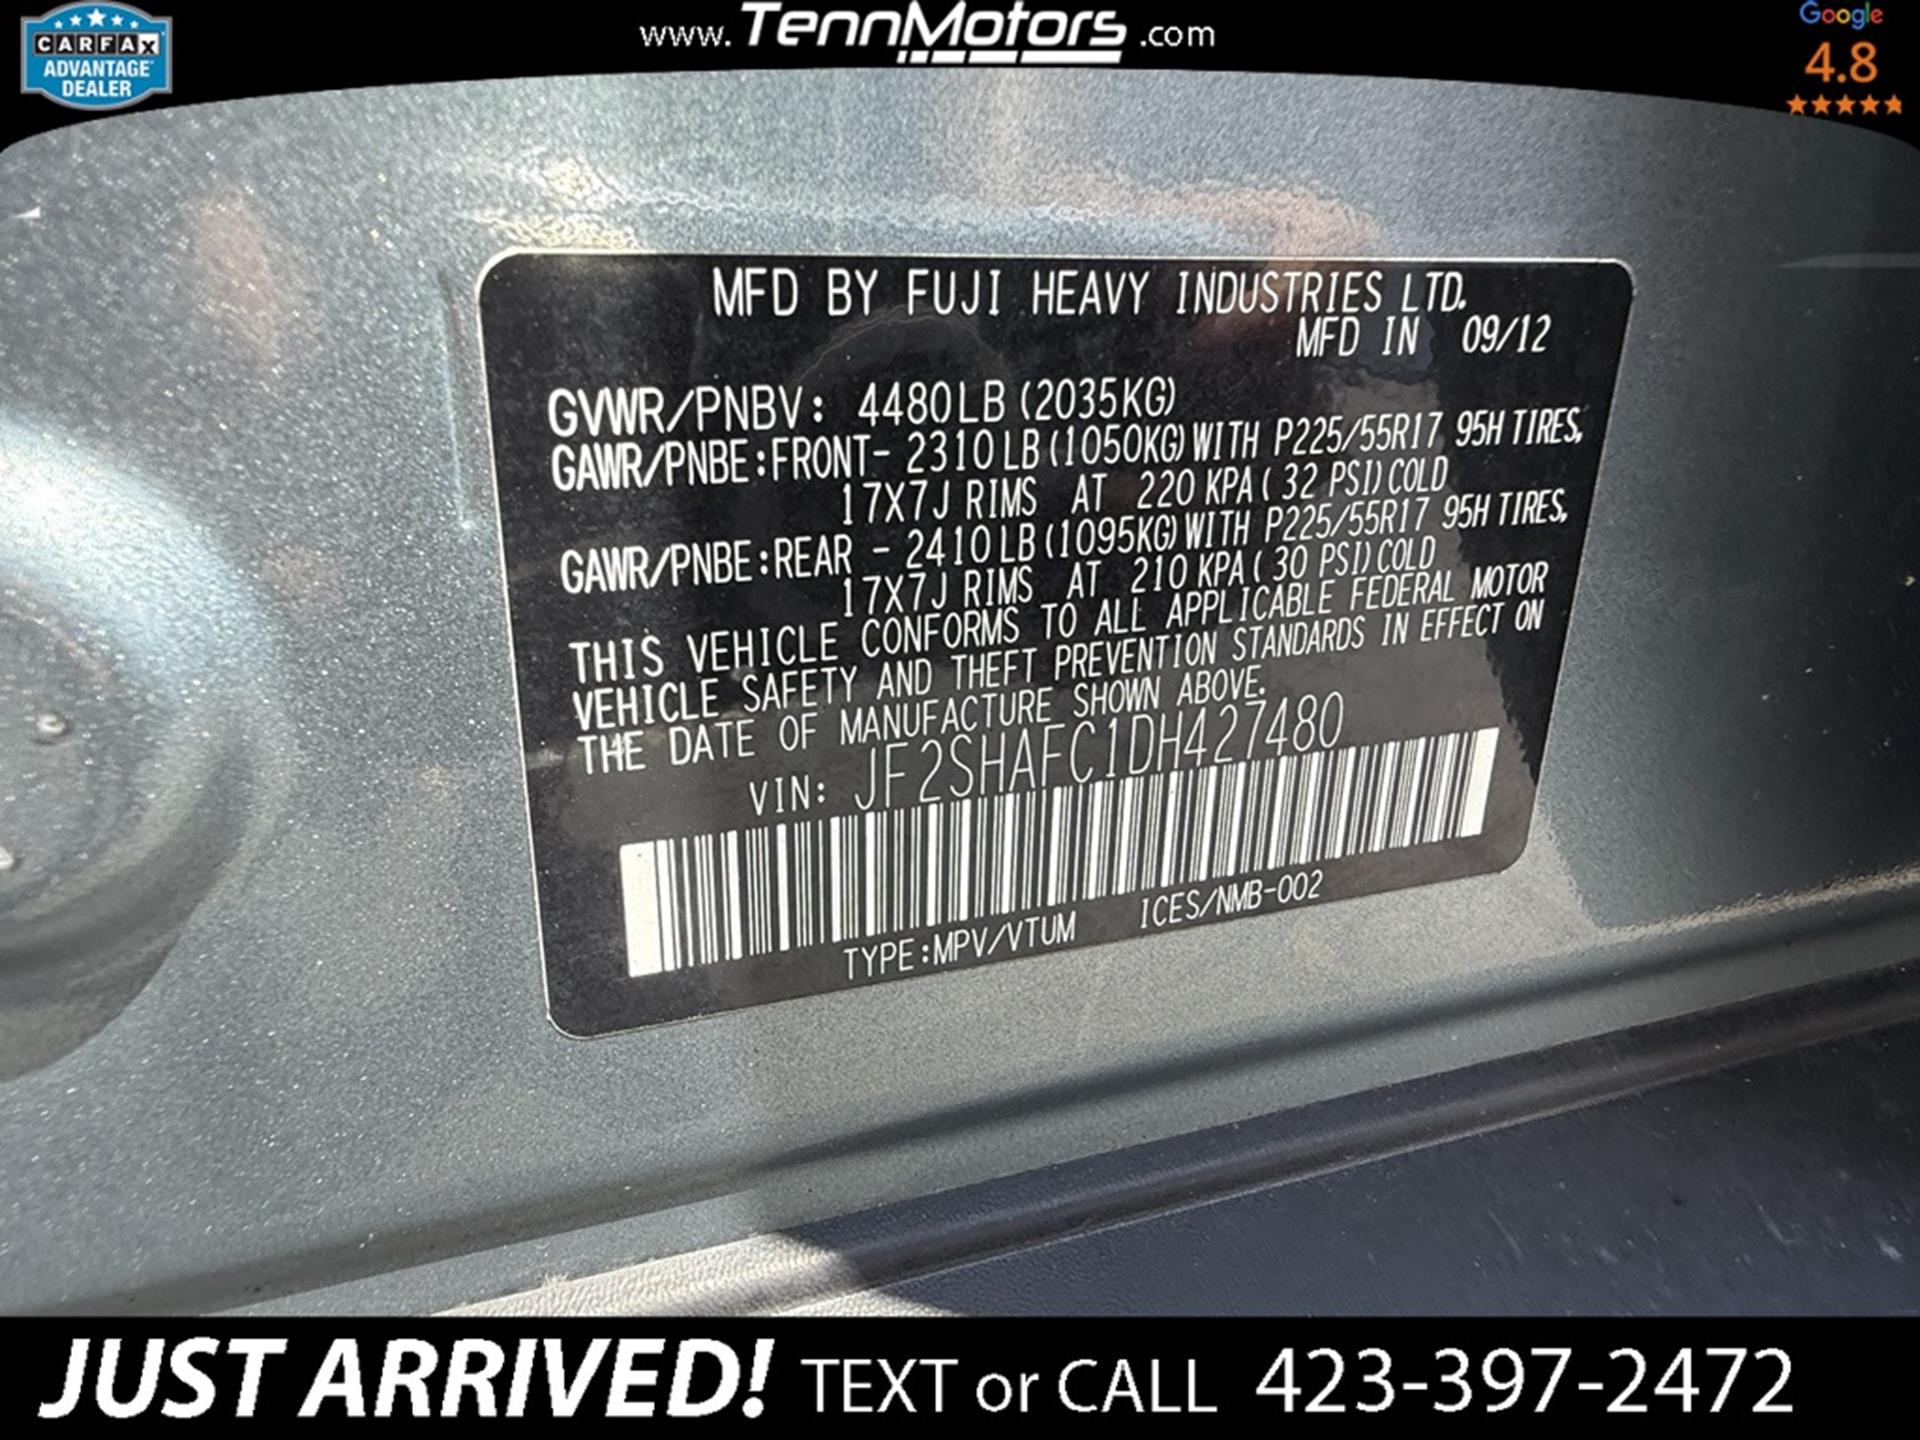 CARFAX
ADVANTAGE
DEALER
www.TennMotors.com
Google
4.8
MFD BY FUJI HEAVY INDUSTRIES LTD.
MFD IN 09/12
GVWR/PNBV: 4480LB (2035KG)
GAWR/PNBE:FRONT- 2310LB (1050KG) WITH P225/55R17 95H TIRES,
17X7J RIMS AT 220 KPA( 32 PSI) COLD
GAWR/PNBE:REAR - 2410LB (1095KG) WITH P225/55R17 95H TIRES,
17X7J RIMS AT 210 KPA( 30 PSI) COLD
THIS VEHICLE CONFORMS TO ALL APPLICABLE FEDERAL MOTOR
VEHICLE SAFETY AND THEFT PREVENTION STANDARDS IN EFFECT ON
THE DATE OF MANUFACTURE SHOWN ABOVE.
VIN: JF2SHAFC1DH427480
TYPE:MPV/VTUM ICES/NMB-002
JUST ARRIVED! TEXT or CALL 423-397-2472